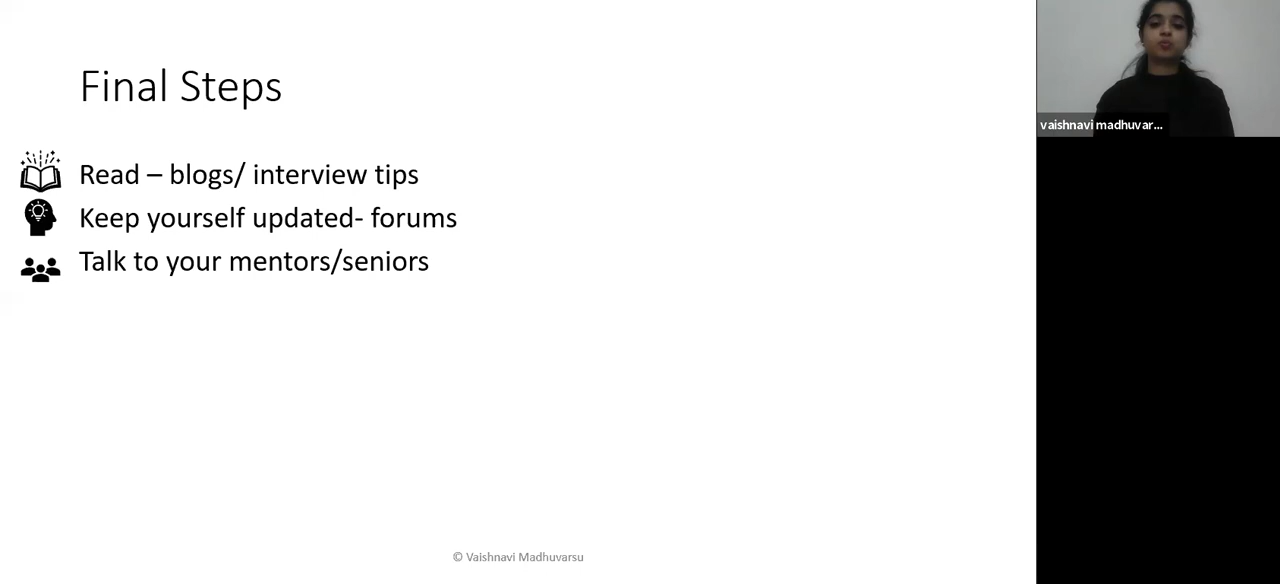 Final Steps
Read – blogs/ interview tips
Keep yourself updated- forums
Talk to your mentors/seniors
© Vaishnavi Madhuvarsu
vaishnavi madhuvar...